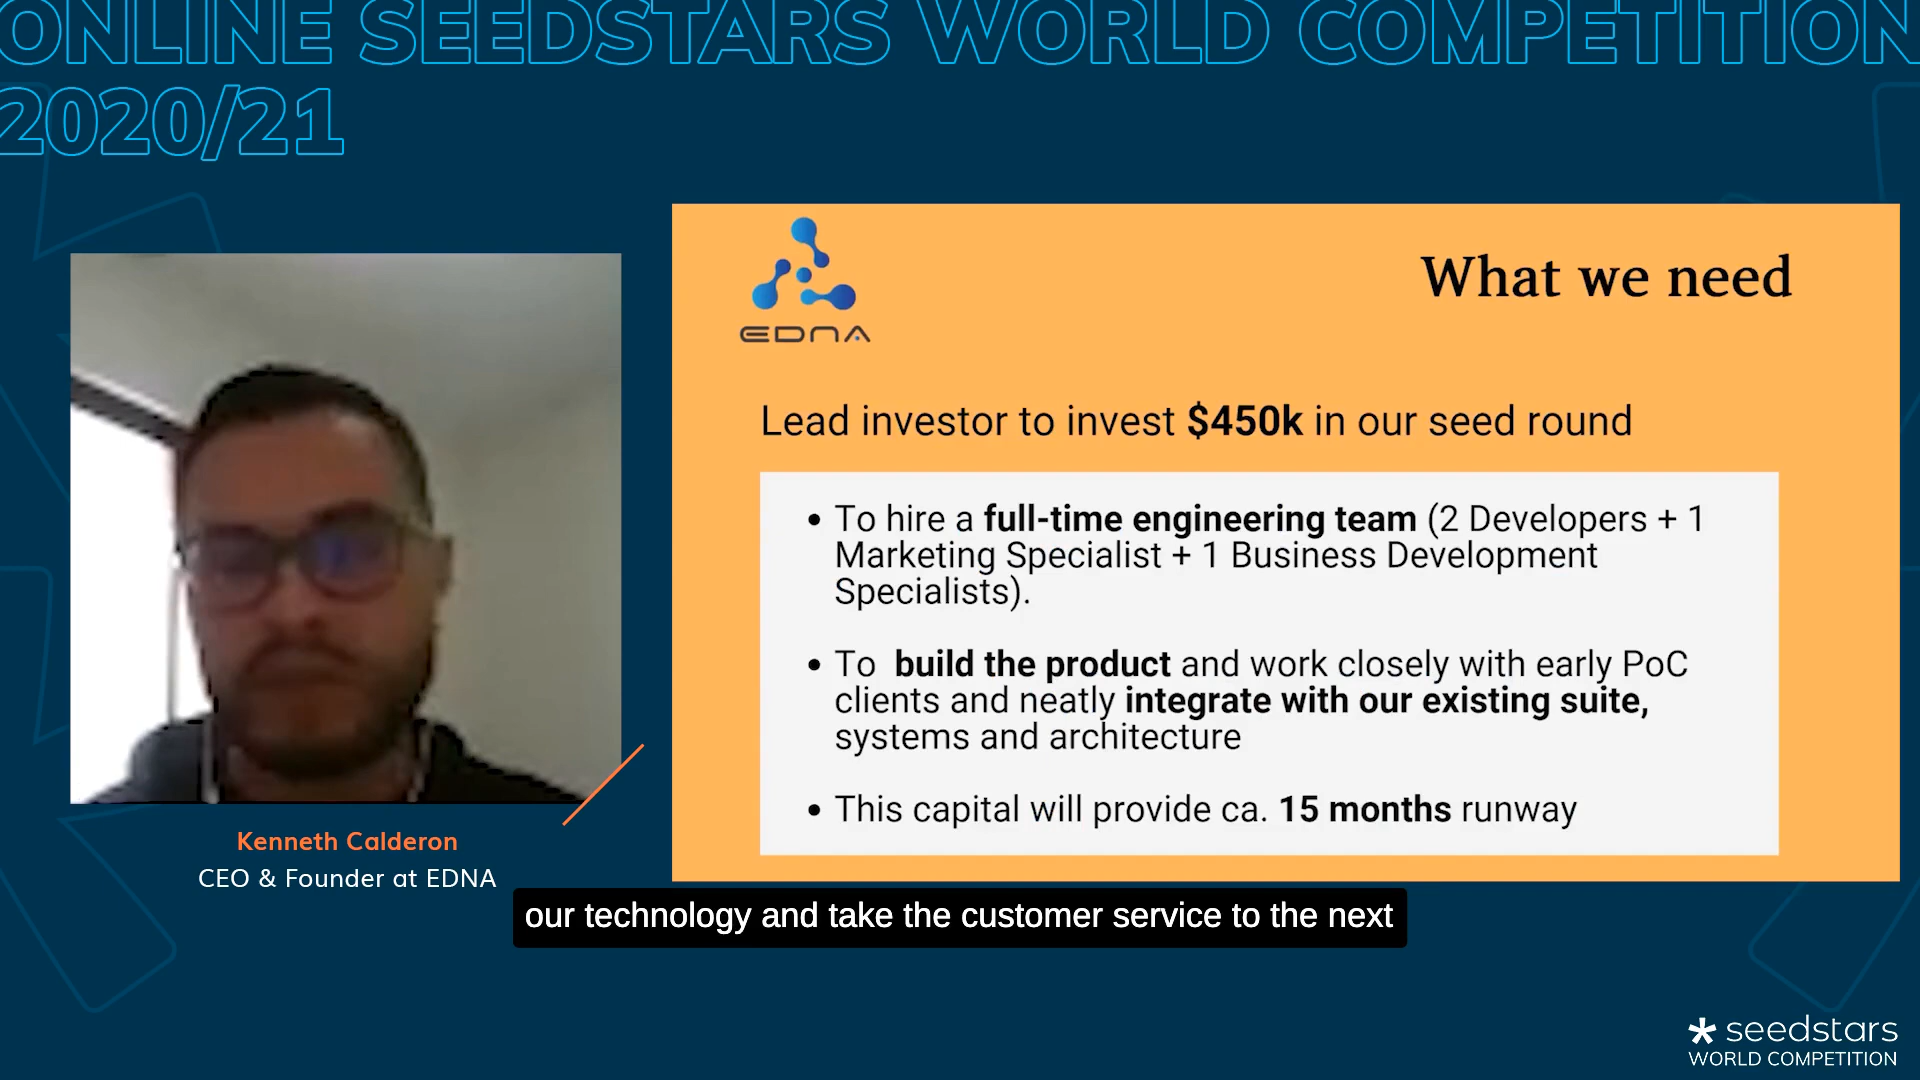 ONLINE SEEDSTARS WORLD COMPETITION
2020/21
EDNA
What we need
Lead investor to invest $450k in our seed round
• To hire a full-time engineering team (2 Developers + 1
Marketing Specialist + 1 Business Development
Specialists).
• To build the product and work closely with early PoC
clients and neatly integrate with our existing suite,
systems and architecture
• This capital will provide ca. 15 months runway
Kenneth Calderon
CEO & Founder at EDNA
our technology and take the customer service to the next
seedstars
WORLD COMPETITION